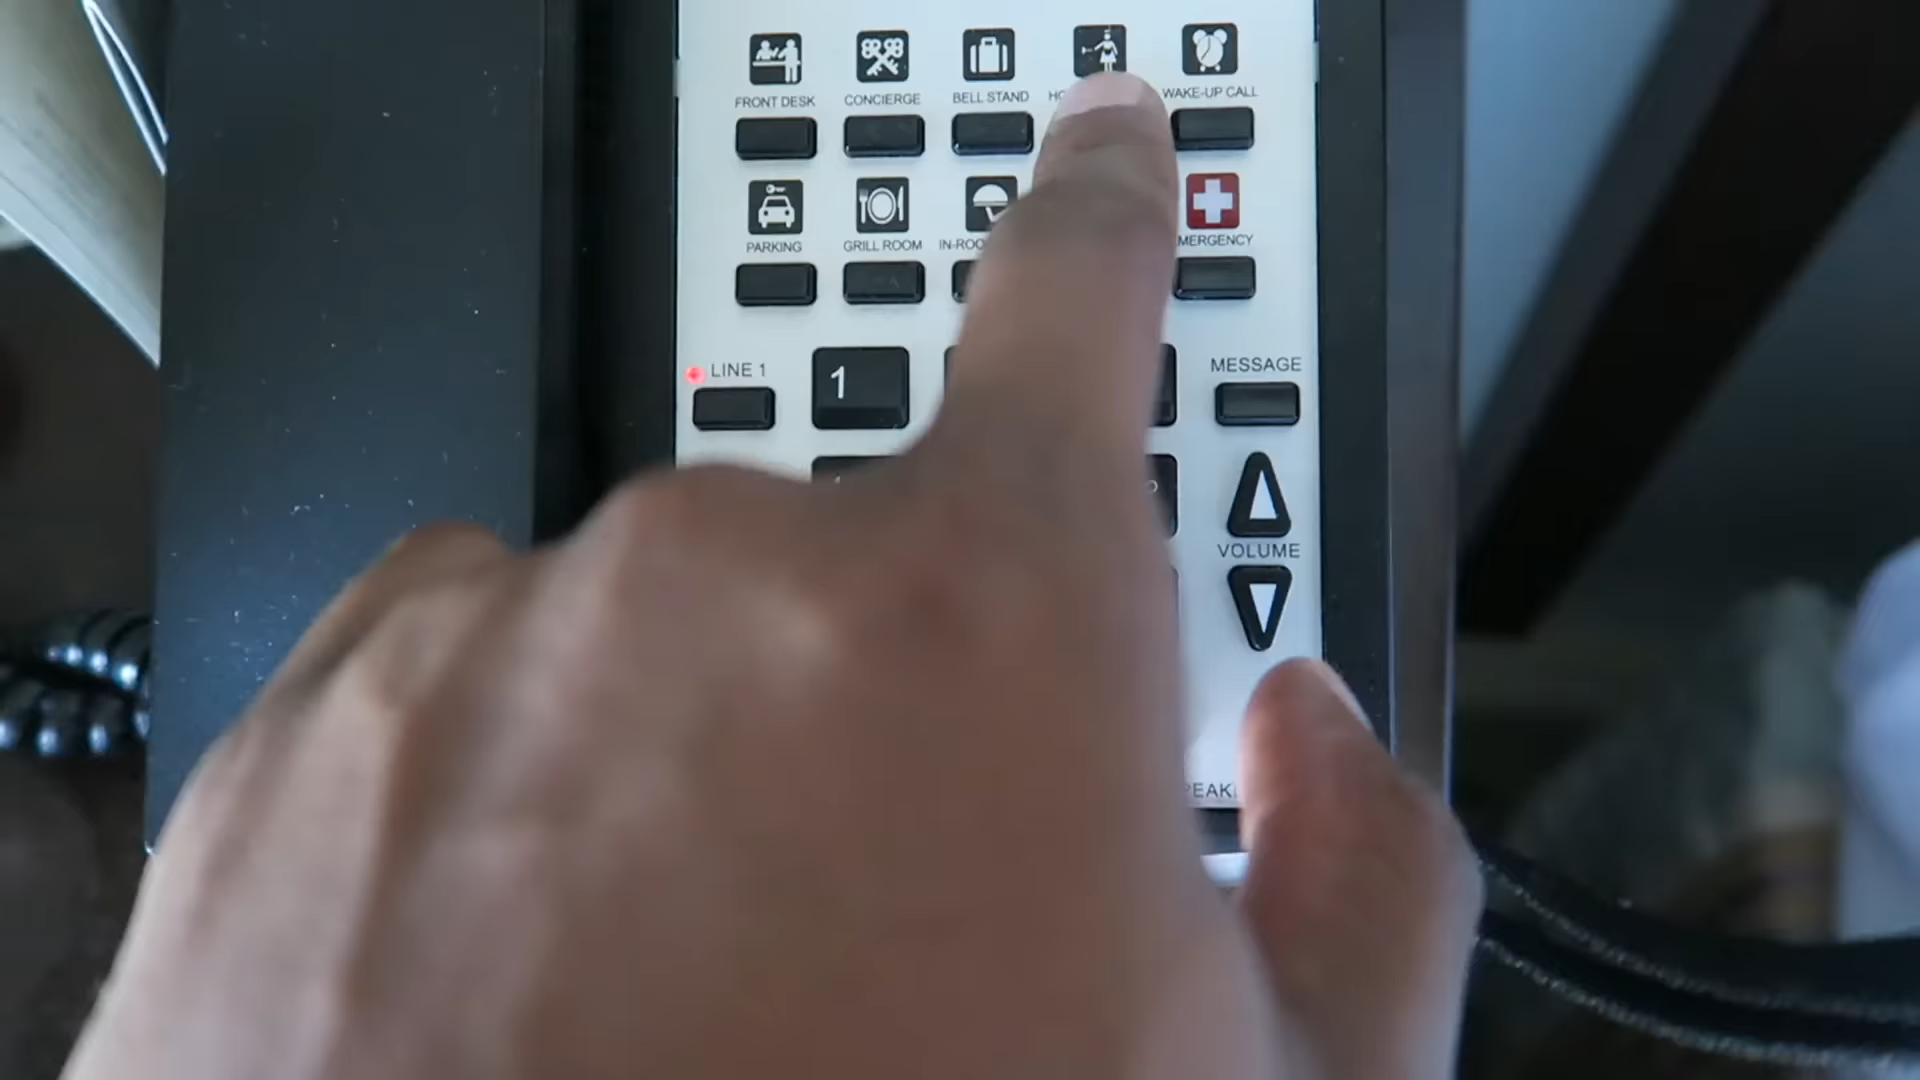 FRONT DESK CONCIERGE BELL STAND WAKE-UP CALL
PARKING GRILL ROOM
LINE 1 1 MESSAGE
VOLUME